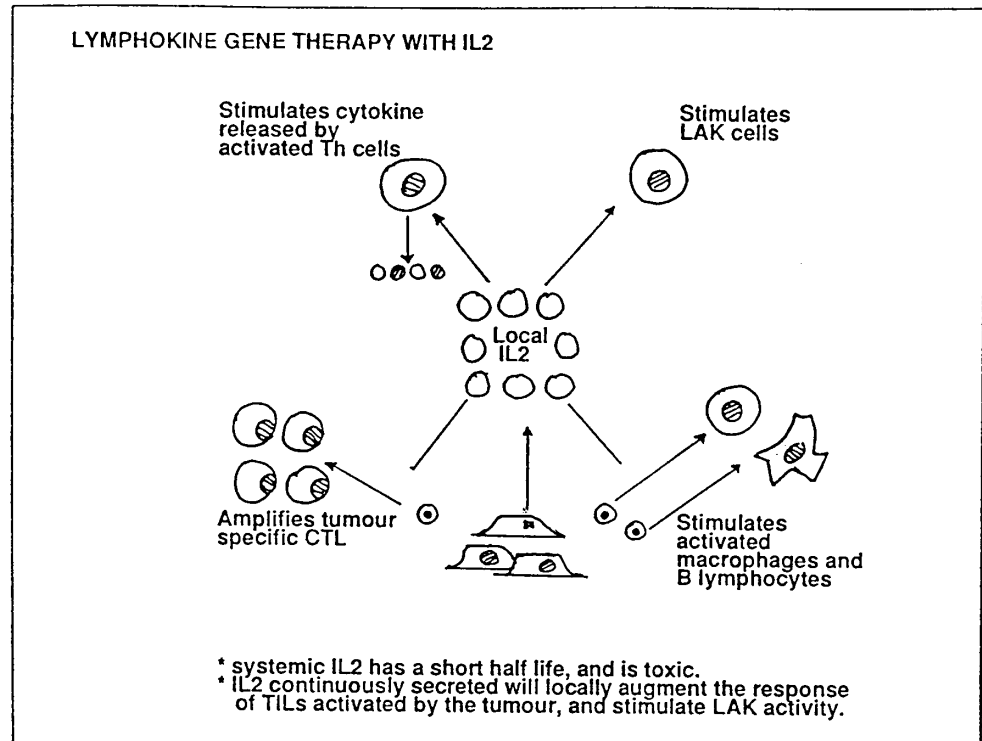 LYMPHOKINE GENE THERAPY WITH IL2
Stimulates cytokine
released by
activated Th cells
Stimulates
LAK cells
Local
IL2
Amplifies tumour
specific CTL
Stimulates
activated
macrophages and
B lymphocytes
* systemic IL2 has a short half life, and is toxic.
* IL2 continuously secreted will locally augment the response
of TILs activated by the tumour, and stimulate LAK activity.